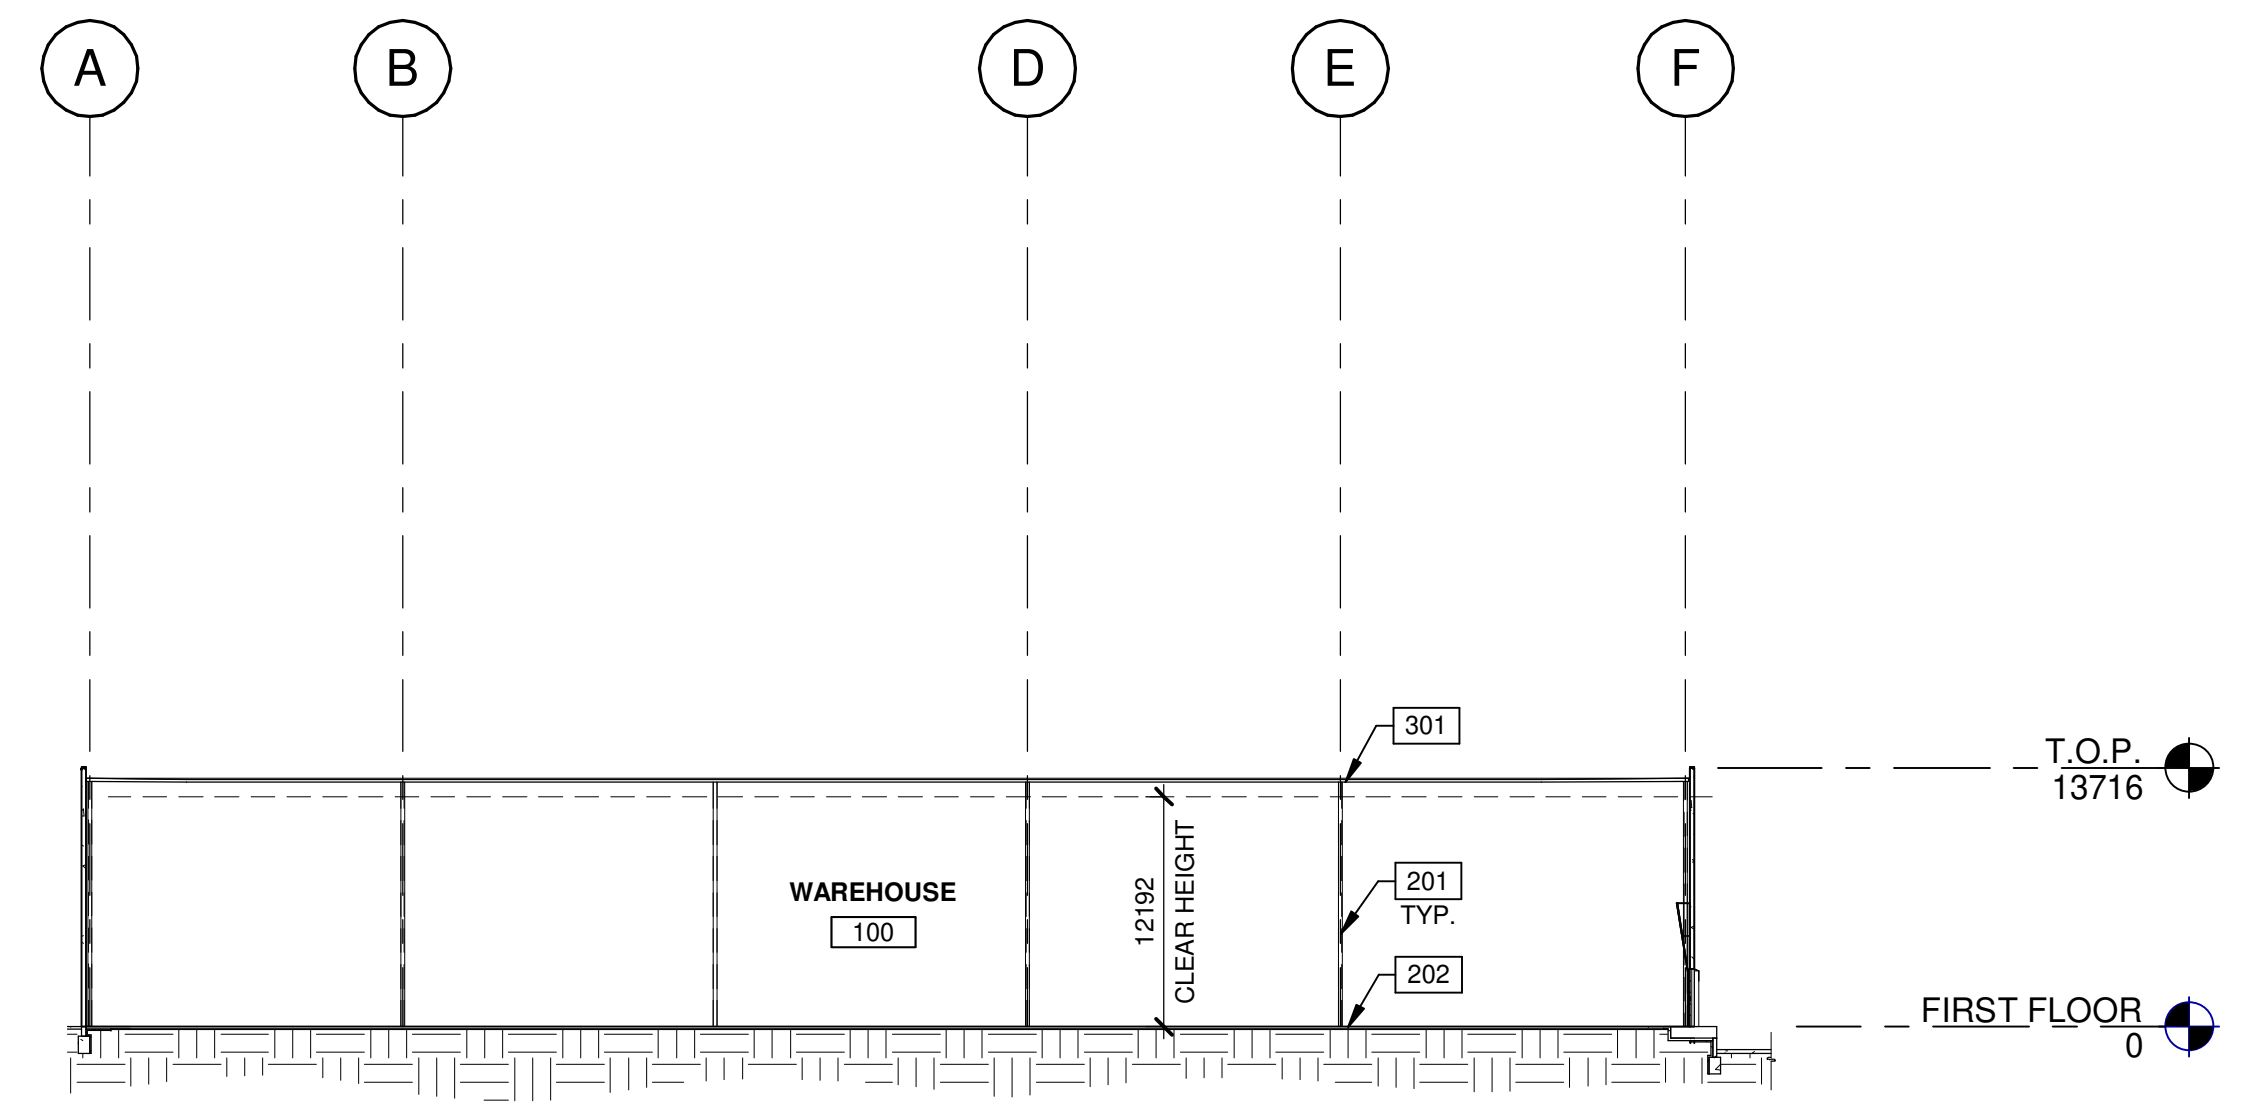 A
B
D
E
F
301
T.O.P.
13716
WAREHOUSE
100
12192
CLEAR HEIGHT
201
TYP.
202
FIRST FLOOR
0